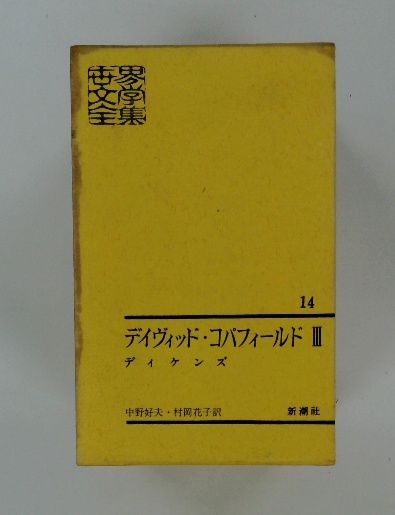 世界文学全集
14
デイヴィッド・コパフィールド Ⅲ
ディケンズ
中野好夫・村岡花子訳 新潮社